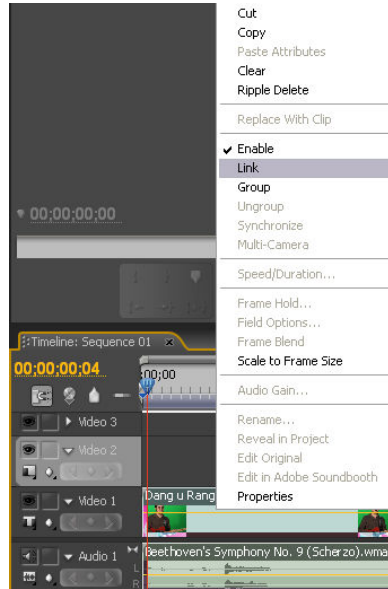 Cut
Copy
Paste Attributes
Clear
Ripple Delete
Replace With Clip
Enable
Link
Group
Ungroup
Synchronize
Multi-Camera
Speed/Duration...
Frame Hold...
Field Options...
Frame Blend
Scale to Frame Size
Audio Gain...
Rename...
Reveal in Project
Edit Original
Edit in Adobe Soundbooth
Properties
00;00;00;00
Timeline: Sequence 01
00;00;00;04
;00;00
Video 3
Video 2
Video 1
Dang u Rang
Audio 1
Beethoven's Symphony No. 9 (Scherzo).wma
L
R